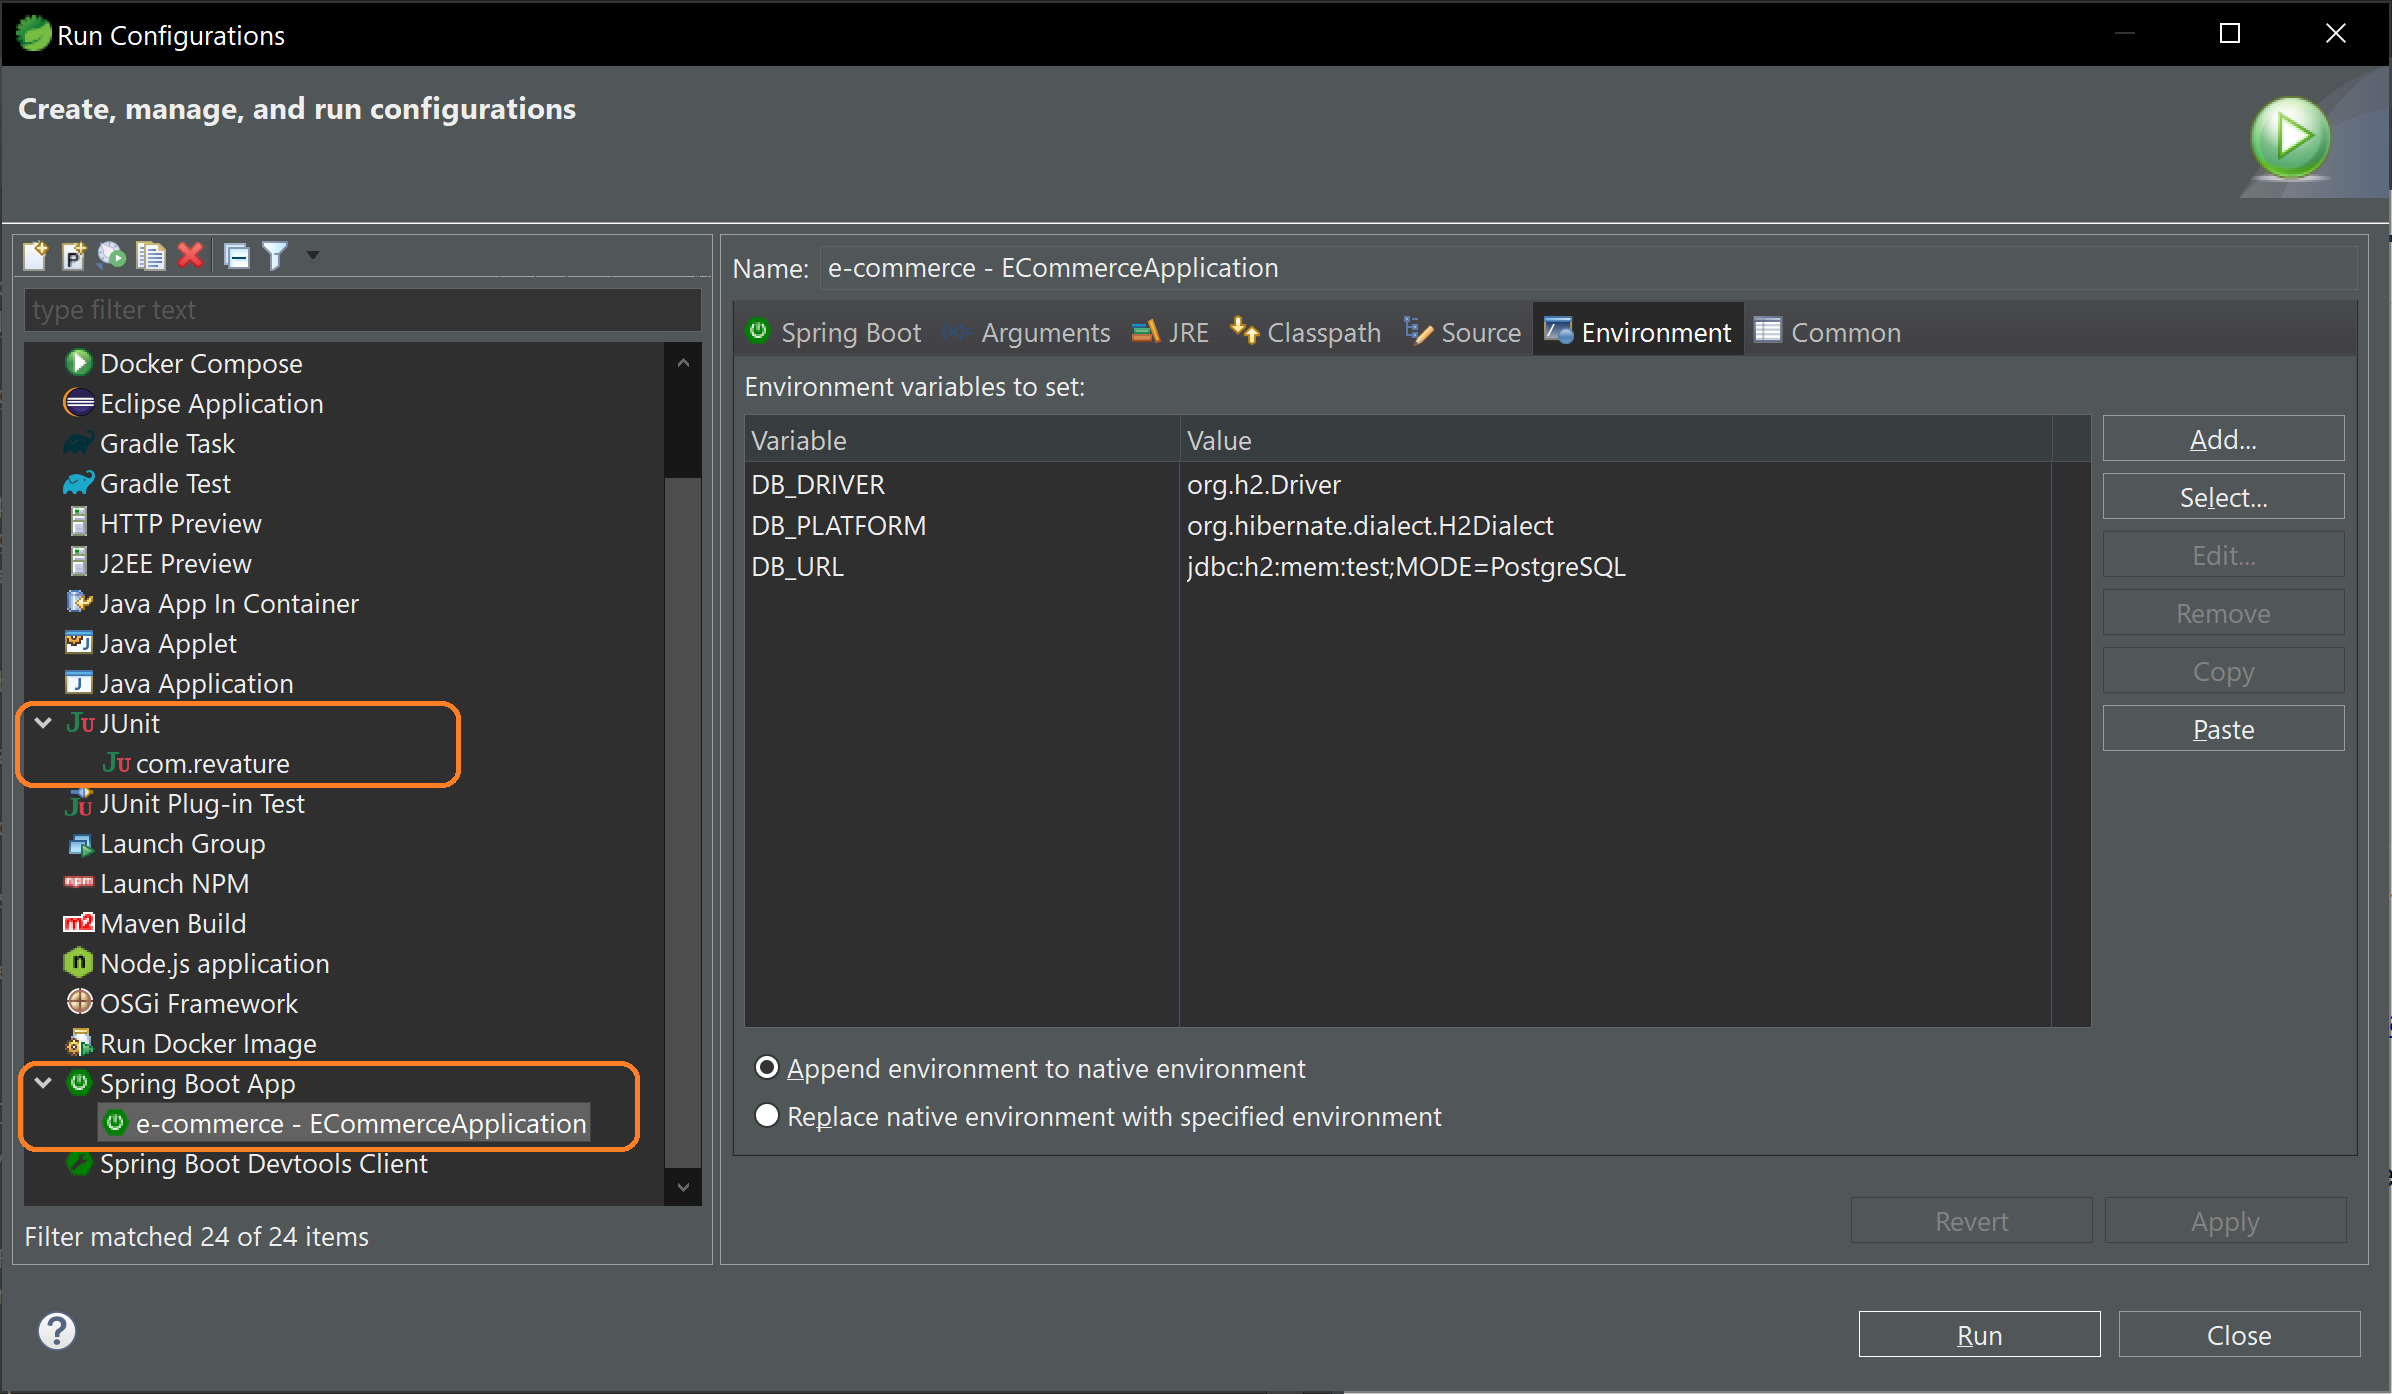 Run Configurations
Create, manage, and run configurations
type filter text
Docker Compose
Eclipse Application
Gradle Task
Gradle Test
HTTP Preview
J2EE Preview
Java App In Container
Java Applet
Java Application
JUnit
com.revature
JUnit Plug-in Test
Launch Group
Launch NPM
Maven Build
Node.js application
OSGi Framework
Run Docker Image
Spring Boot App
e-commerce - ECommerceApplication
Spring Boot Devtools Client
Filter matched 24 of 24 items
Name: e-commerce - ECommerceApplication
Spring Boot (x)= Arguments JRE Classpath Source Environment Common
Environment variables to set:
Variable Value
DB_DRIVER org.h2.Driver
DB_PLATFORM org.hibernate.dialect.H2Dialect
DB_URL jdbc:h2:mem:test;MODE=PostgreSQL
Add...
Select...
Edit...
Remove
Copy
Paste
Append environment to native environment
Replace native environment with specified environment
Revert Apply
Run Close